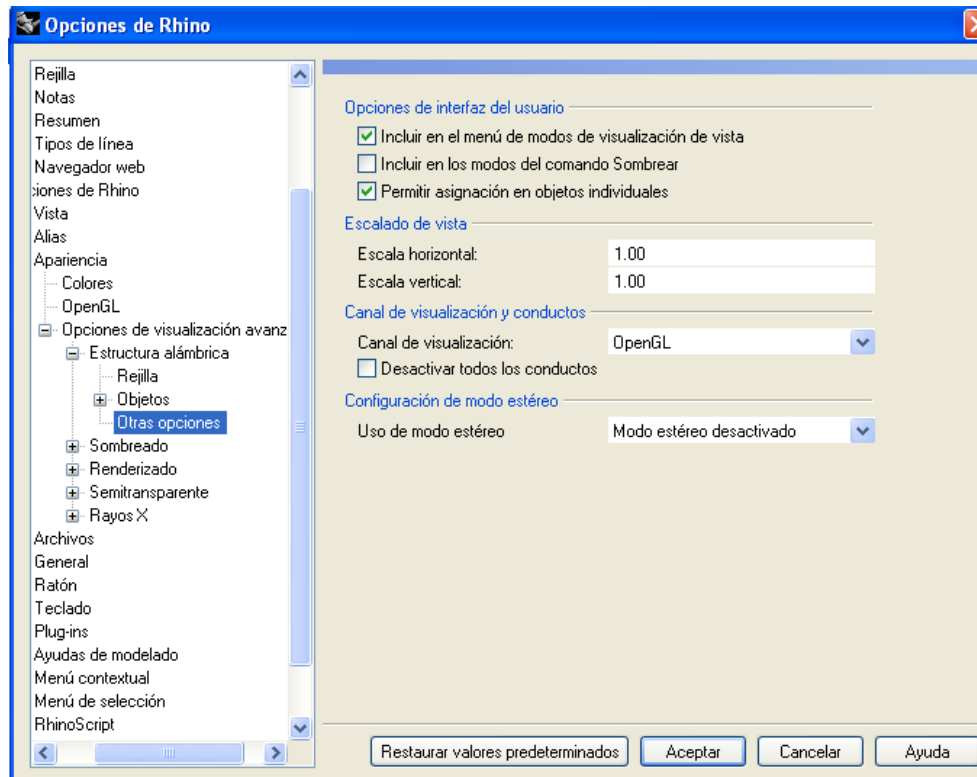 Opciones de Rhino
Rejilla
Notas
Resumen
Tipos de línea
Navegador web
ciones de Rhino
Vista
Alias
Apariencia
Colores
OpenGL
Opciones de visualización avanz
Estructura alámbrica
Rejilla
Objetos
Otras opciones
Sombreado
Renderizado
Semitransparente
Rayos X
Archivos
General
Ratón
Teclado
Plug-ins
Ayudas de modelado
Menú contextual
Menú de selección
RhinoScript
Opciones de interfaz del usuario
Incluir en el menú de modos de visualización de vista
Incluir en los modos del comando Sombrear
Permitir asignación en objetos individuales
Escalado de vista
Escala horizontal: 1.00
Escala vertical: 1.00
Canal de visualización y conductos
Canal de visualización: OpenGL
Desactivar todos los conductos
Configuración de modo estéreo
Uso de modo estéreo Modo estéreo desactivado
Restaurar valores predeterminados Aceptar Cancelar Ayuda